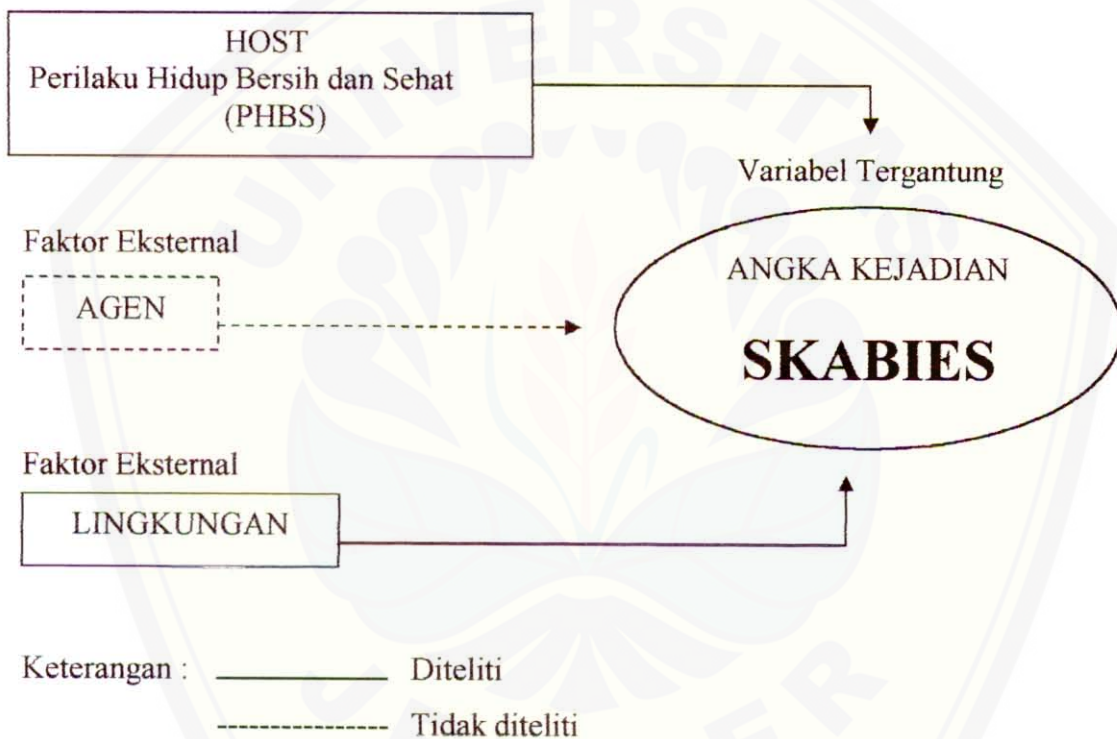 HOST
Perilaku Hidup Bersih dan Sehat
(PHBS)
Variabel Tergantung
Faktor Eksternal
AGEN
ANGKA KEJADIAN
SKABIES
Faktor Eksternal
LINGKUNGAN
Keterangan :
Diteliti
Tidak diteliti
UNIVERSITAS